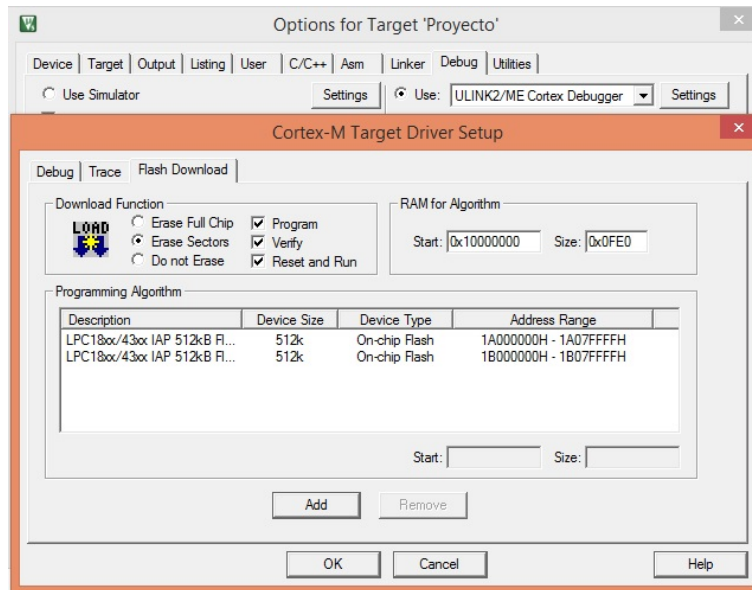 Options for Target 'Proyecto'
Device Target Output Listing User C/C++ Asm Linker Debug Utilities
Use Simulator Settings Use: ULINK2/ME Cortex Debugger Settings
Cortex-M Target Driver Setup
Debug Trace Flash Download
Download Function RAM for Algorithm
LOAD Erase Full Chip Program
Erase Sectors Verify Start: 0x10000000 Size: 0x0FE0
Do not Erase Reset and Run
Programming Algorithm
Description Device Size Device Type Address Range
LPC18xx/43xx IAP 512kB Fl... 512k On-chip Flash 1A000000H - 1A07FFFFH
LPC18xx/43xx IAP 512kB Fl... 512k On-chip Flash 1B000000H - 1B07FFFFH
Start: Size:
Add Remove
OK Cancel Help